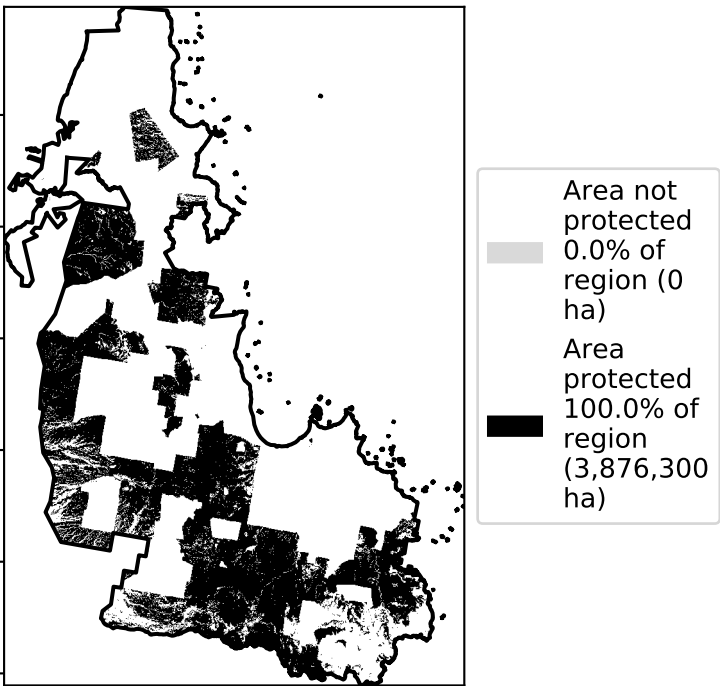 Area not
protected
0.0% of
region (0
ha)
Area
protected
100.0% of
region
(3,876,300
ha)